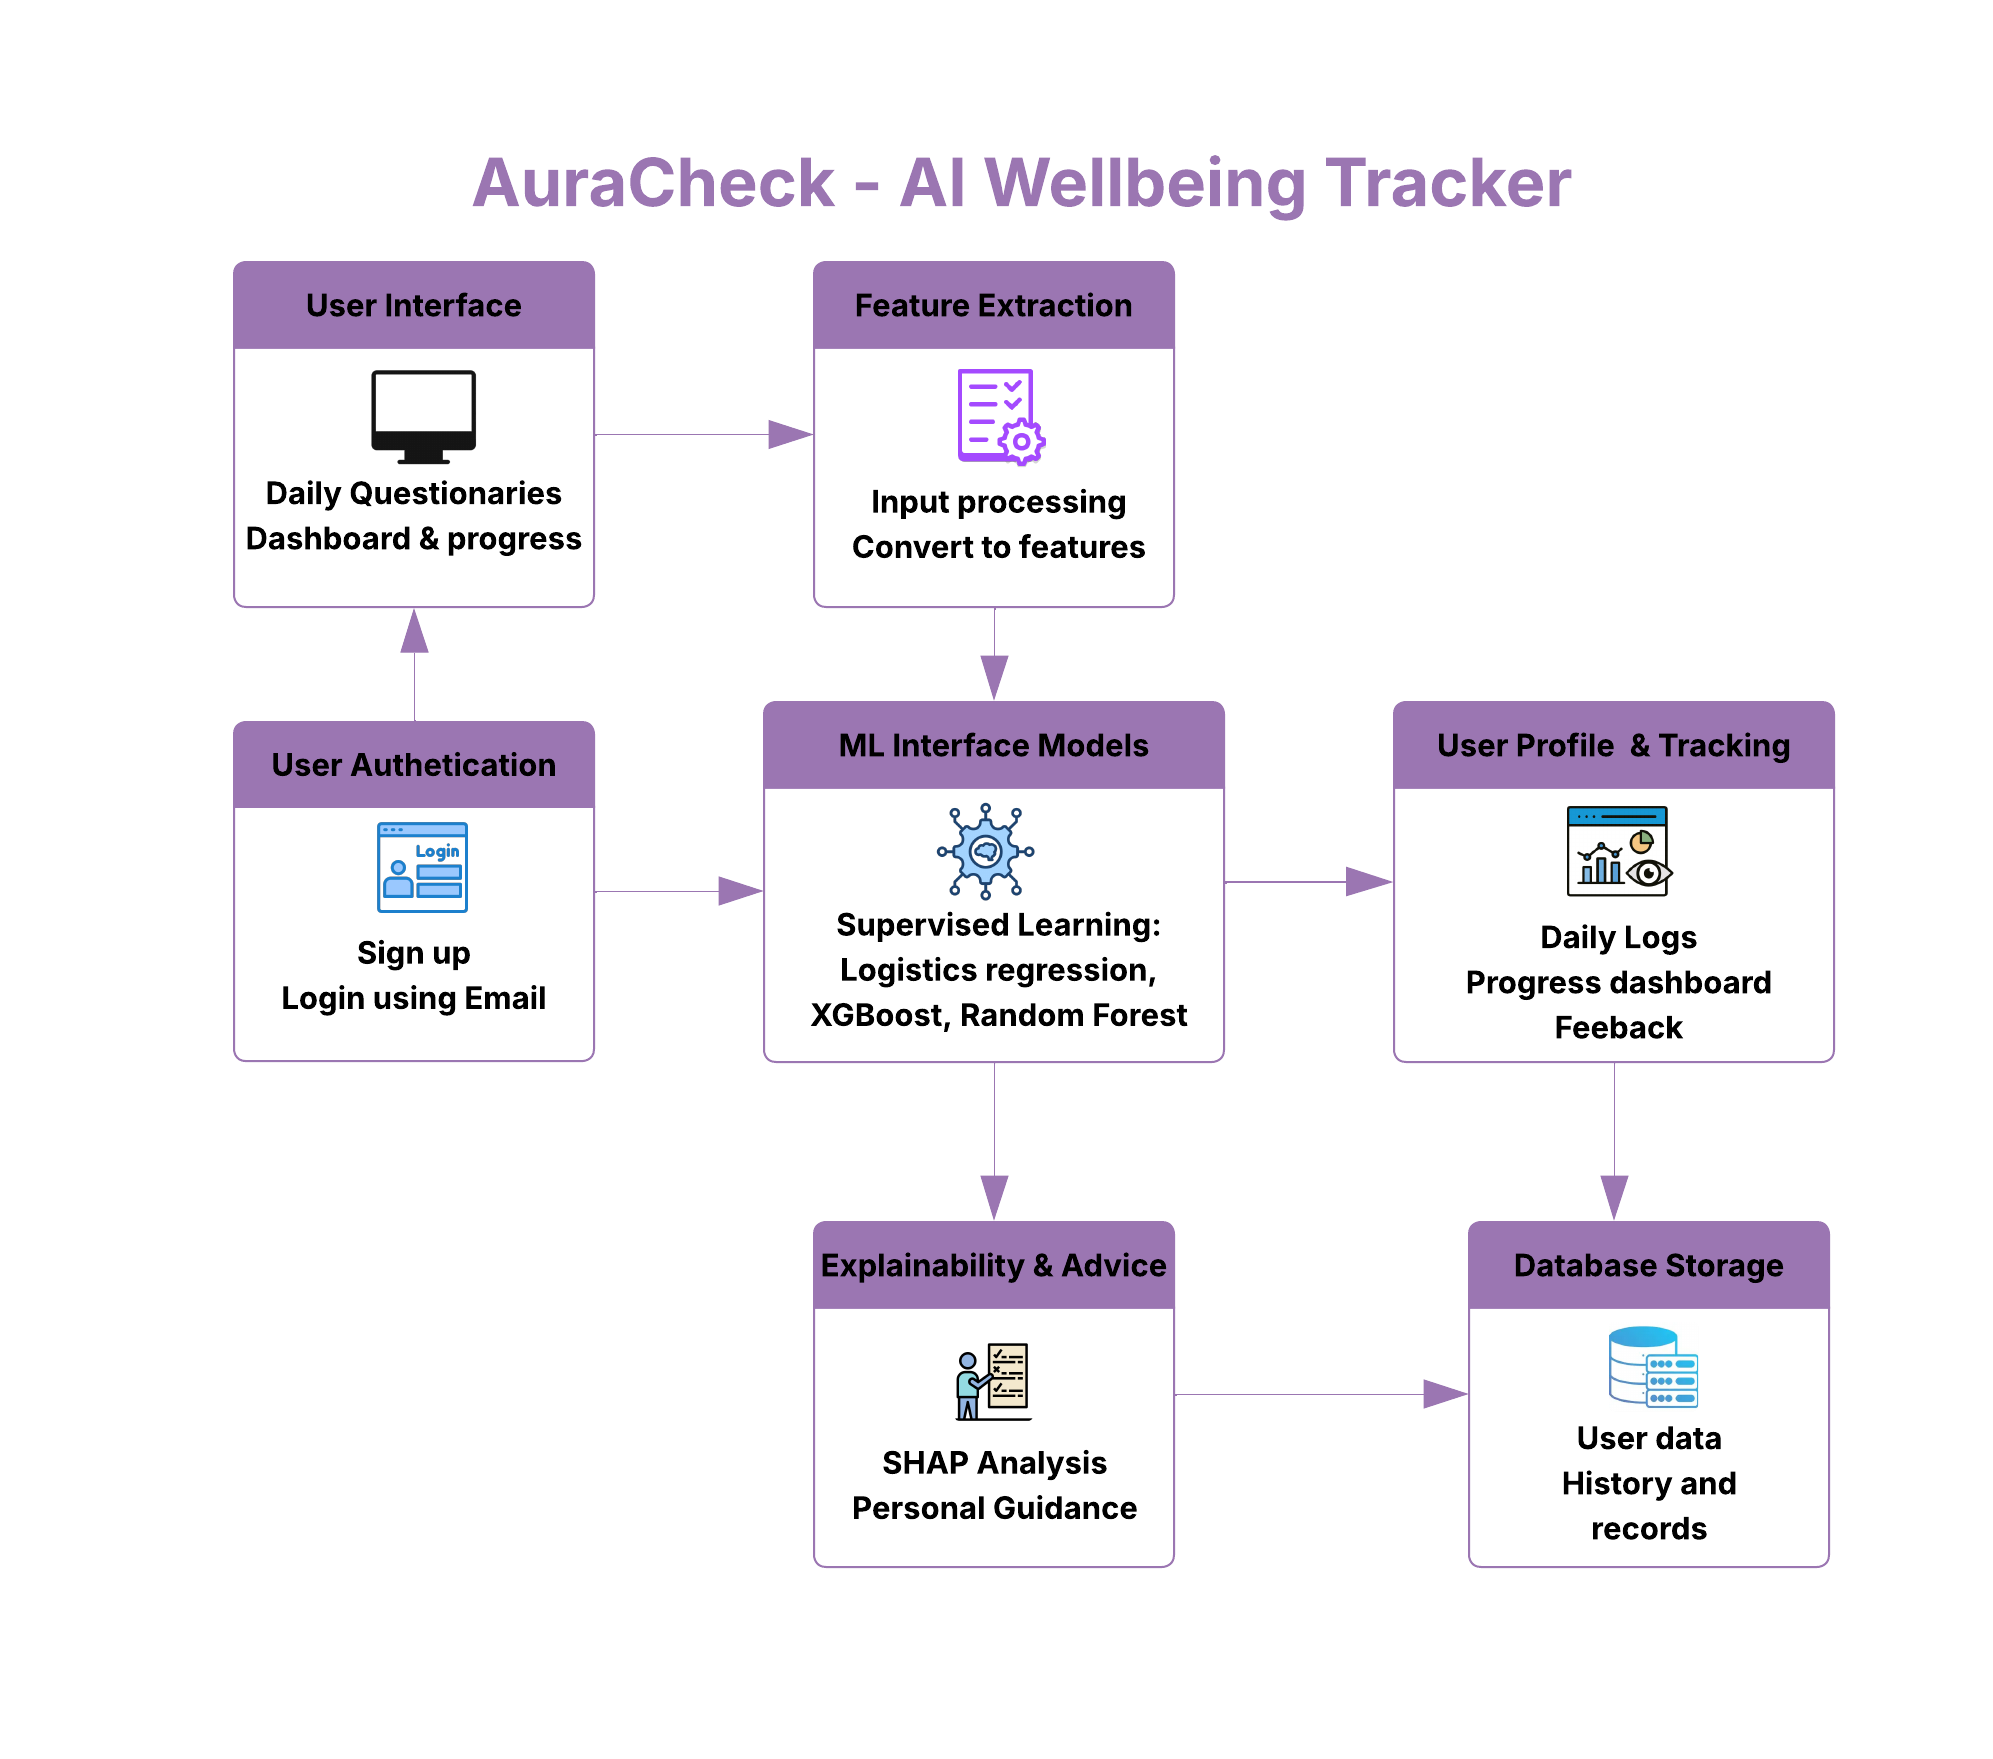 AuraCheck - AI Wellbeing Tracker
User Interface
Daily Questionaries
Dashboard & progress
Feature Extraction
Input processing
Convert to features
User Authetication
Login
Sign up
Login using Email
ML Interface Models
Supervised Learning:
Logistics regression,
XGBoost, Random Forest
User Profile & Tracking
Daily Logs
Progress dashboard
Feeback
Explainability & Advice
SHAP Analysis
Personal Guidance
Database Storage
User data
History and
records